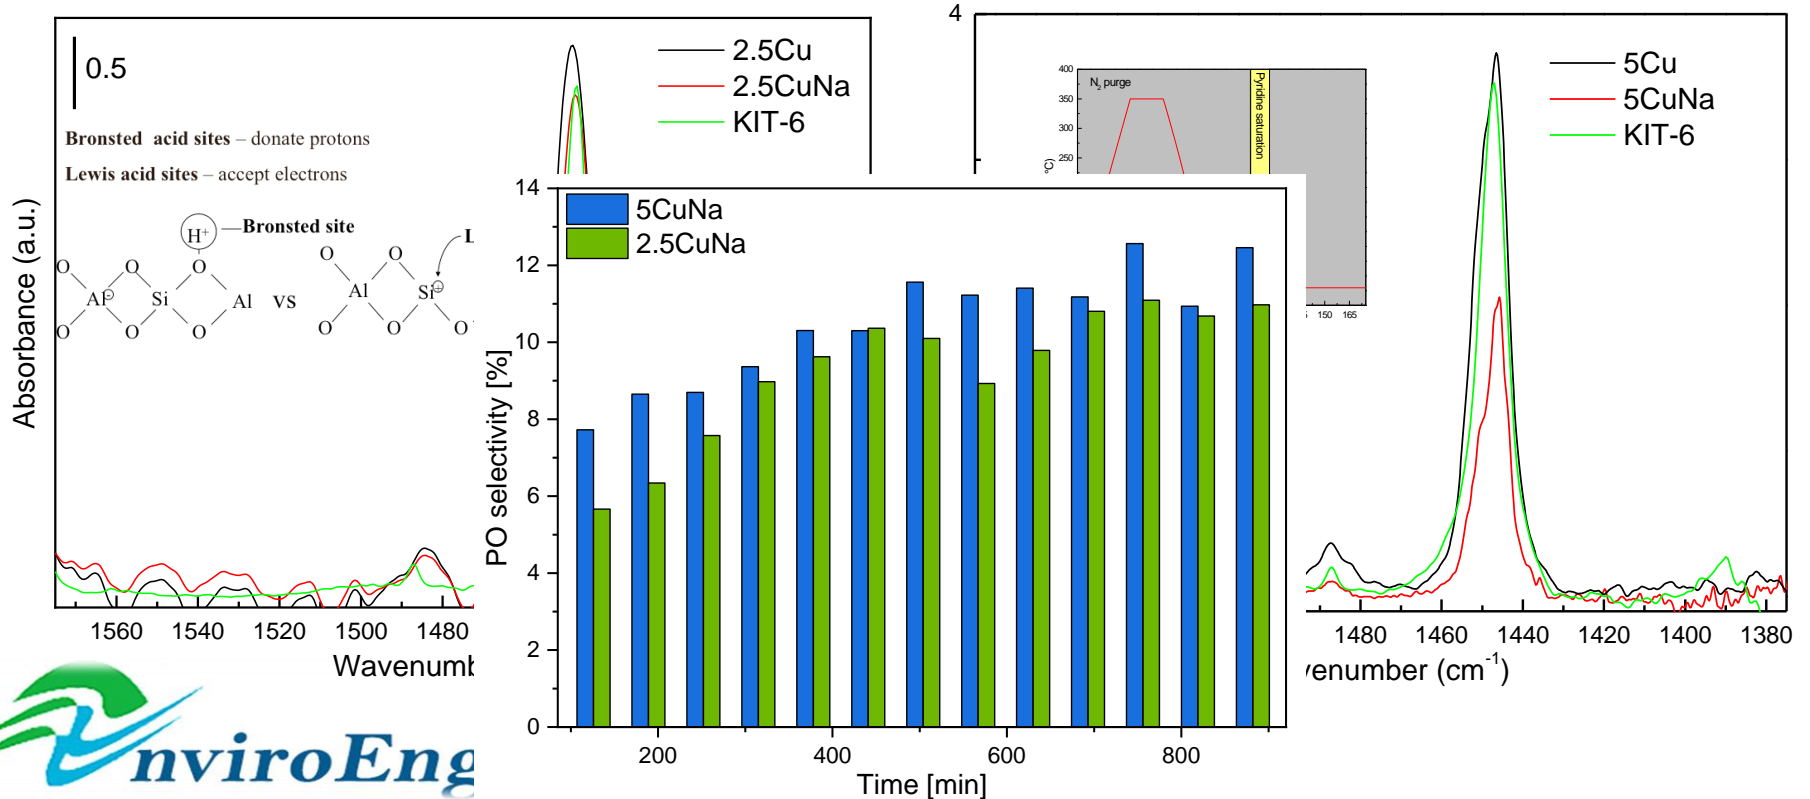 0.5
2.5Cu
2.5CuNa
KIT-6
Bronsted acid sites – donate protons
Lewis acid sites – accept electrons
H+
Bronsted site
L
O O O O
Al⊖ Si Al vs Al Si⊕
O O O O O O
Absorbance (a.u.)
1560 1540 1520 1500 1480
Wavenumb
nviroEng
14
12
10
8
6
4
2
0
5CuNa
2.5CuNa
PO selectivity [%]
200 400 600 800
Time [min]
4
5Cu
5CuNa
KIT-6
400
350
300
250
°C)
N2 purge
Pyridine saturation
150 165
1480 1460 1440 1420 1400 1380
venumber (cm-1)